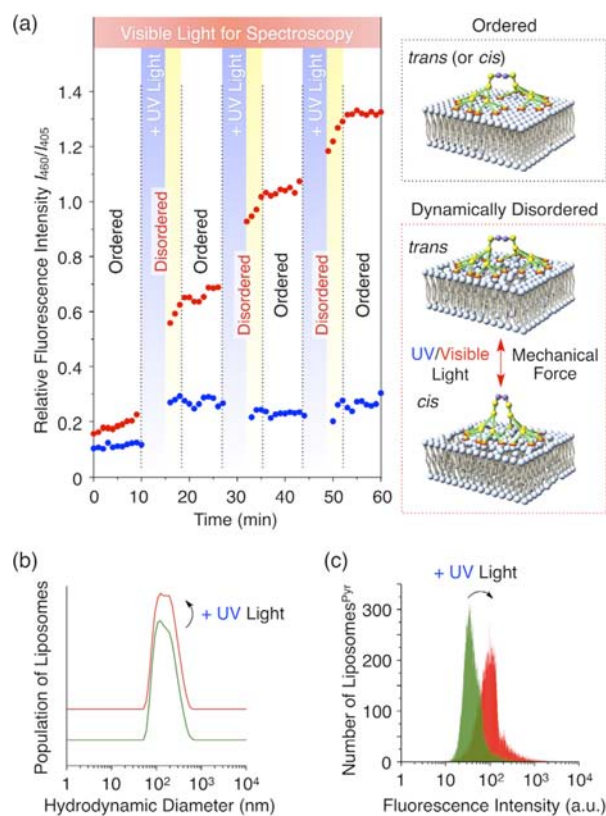 (a)
Visible Light for Spectroscopy
Relative Fluorescence Intensity I460/I405
1.4
1.2
1.0
0.8
0.6
0.4
0.2
0
+ UV Light
+ UV Light
+ UV Light
Ordered
Disordered
Ordered
Disordered
Ordered
Disordered
Ordered
0 10 20 30 40 50 60
Time (min)
Ordered
trans (or cis)
Dynamically Disordered
trans
UV/Visible Mechanical
Light Force
cis
(b)
Population of Liposomes
+ UV Light
1 10 10² 10³ 10⁴
Hydrodynamic Diameter (nm)
(c)
+ UV Light
Number of LiposomesPyr
300
200
100
0
1 10 10² 10³ 10⁴
Fluorescence Intensity (a.u.)